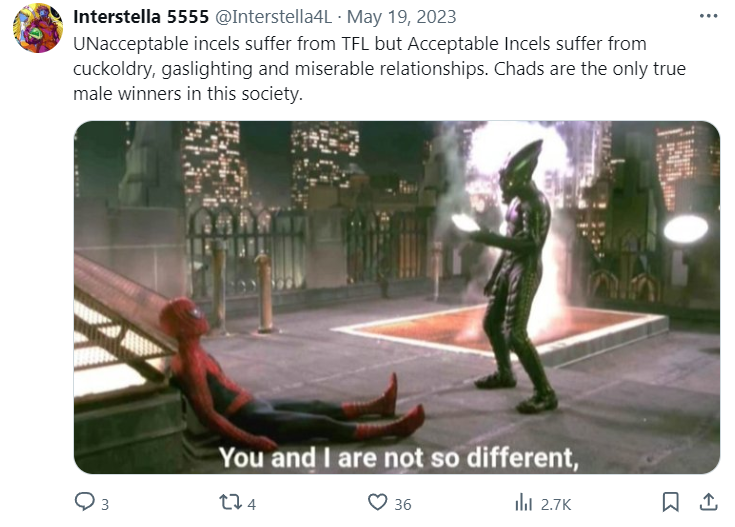 Interstella 5555 @Interstella4L · May 19, 2023
UNacceptable incels suffer from TFL but Acceptable Incels suffer from
cuckoldry, gaslighting and miserable relationships. Chads are the only true
male winners in this society.
You and I are not so different,
3 4 36 2.7K